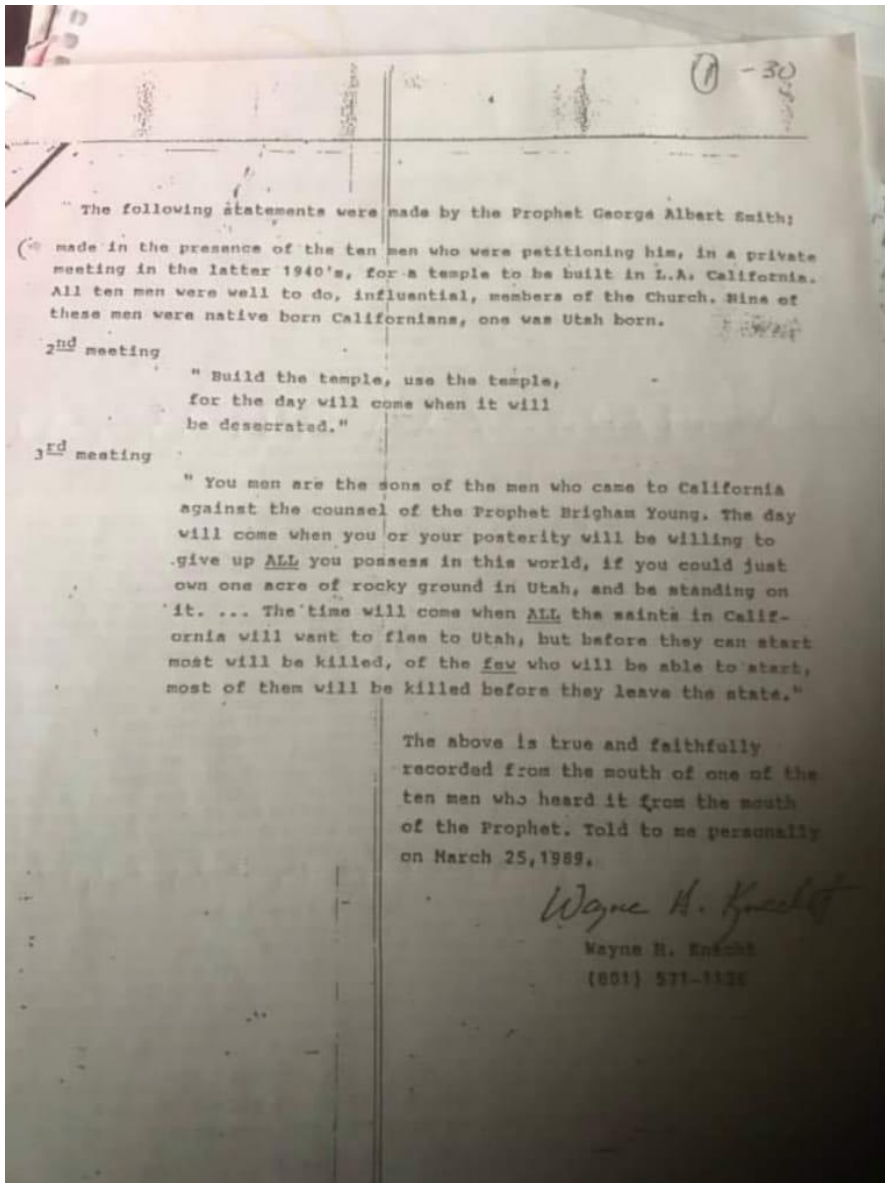 ① -30
" The following statements were made by the Prophet George Albert Smith;
made in the presence of the ten men who were petitioning him, in a private
meeting in the latter 1940's, for a temple to be built in L.A. California.
All ten men were well to do, influential, members of the Church. Nine of
these men were native born Californians, one was Utah born.
2nd meeting
" Build the temple, use the temple,
for the day will come when it will
be desecrated."
3rd meeting
" You men are the sons of the men who came to California
against the counsel of the Prophet Brigham Young. The day
will come when you or your posterity will be willing to
give up ALL you possess in this world, if you could just
own one acre of rocky ground in Utah, and be standing on
it. ... The time will come when ALL the saints in Calif-
ornia will want to flee to Utah, but before they can start
most will be killed, of the few who will be able to start,
most of them will be killed before they leave the state."
The above is true and faithfully
recorded from the mouth of one of the
ten men who heard it from the mouth
of the Prophet. Told to me personally
on March 25,1989.
Wayne H. Knecht
Wayne H. Knecht
(801) 571-